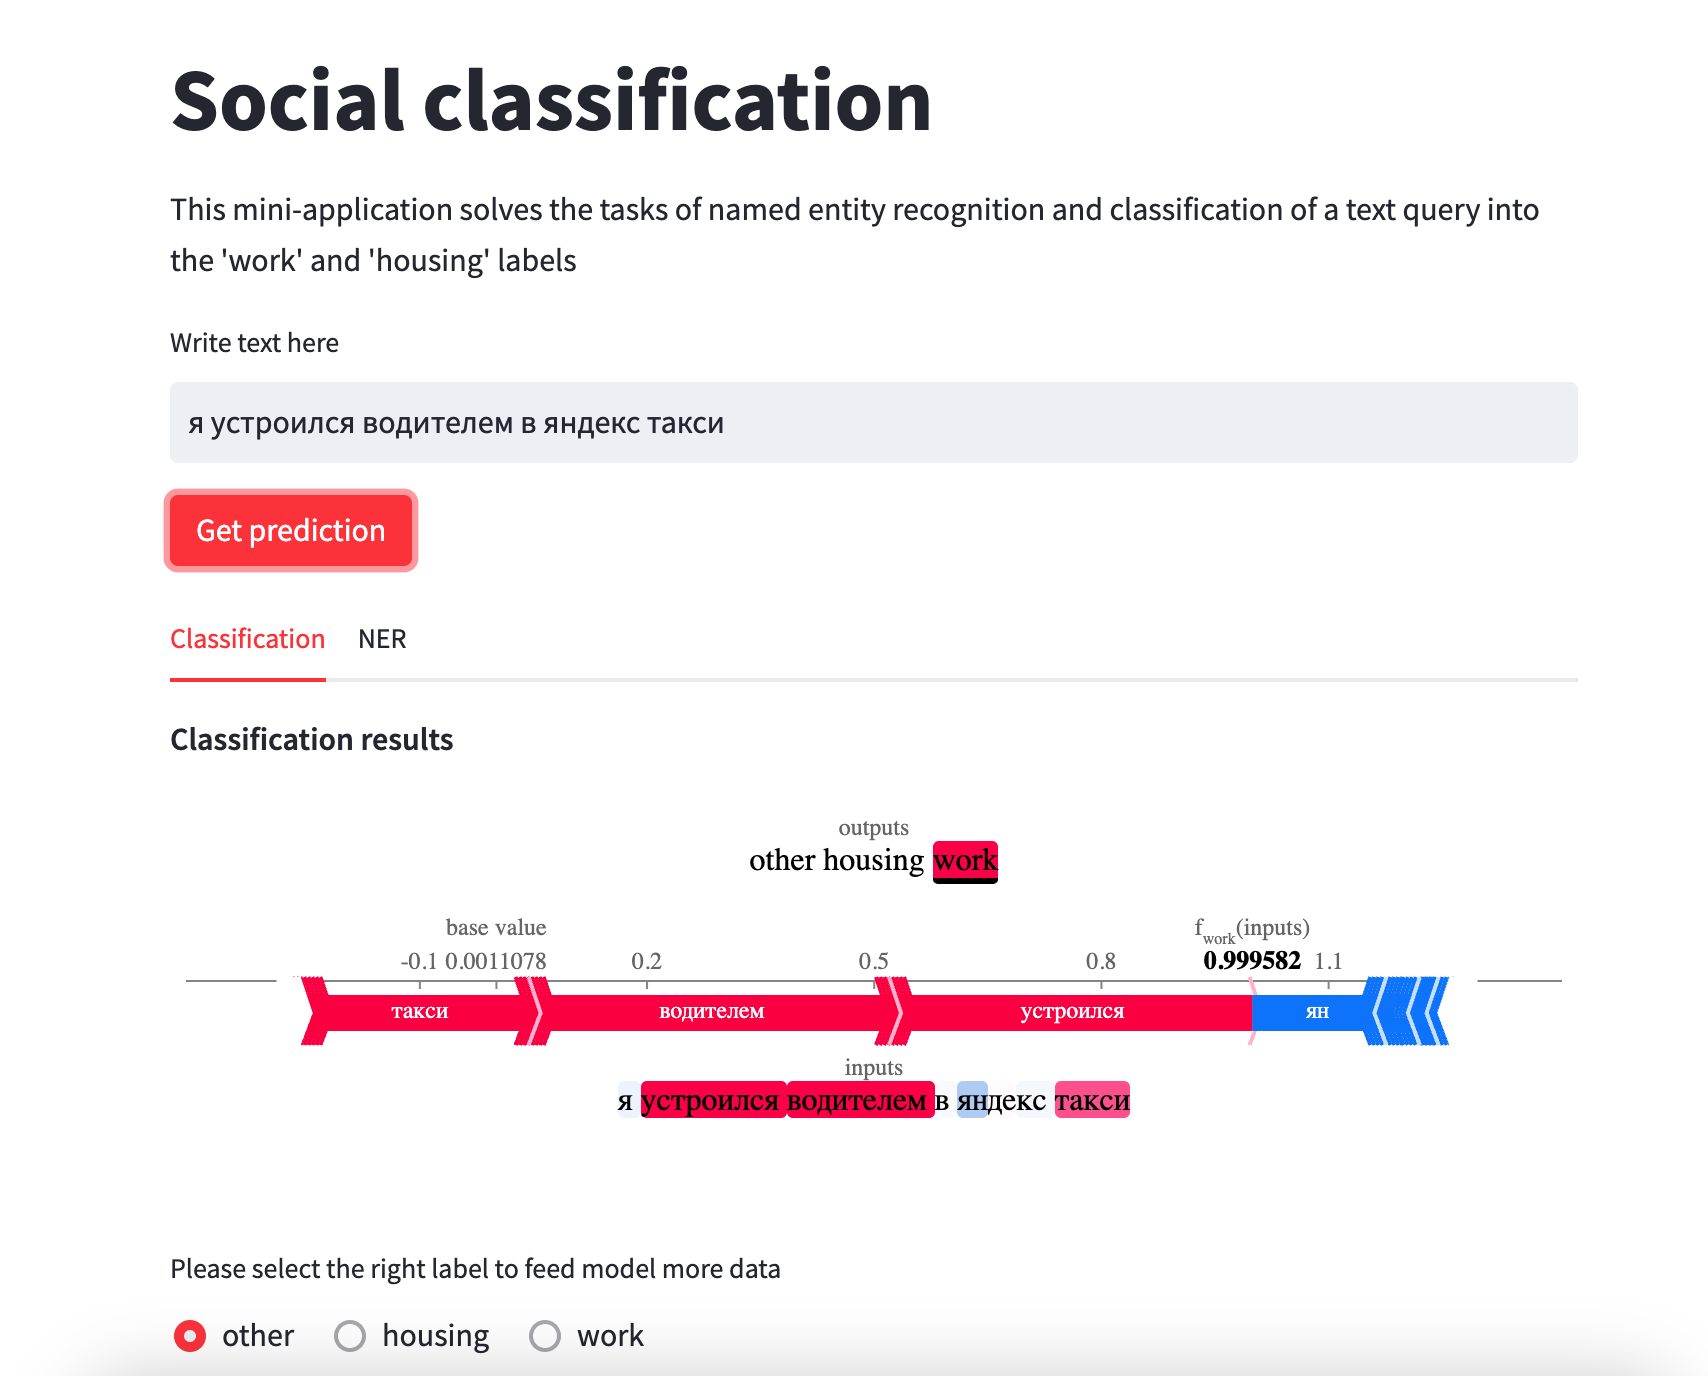 Social classification
This mini-application solves the tasks of named entity recognition and classification of a text query into
the 'work' and 'housing' labels
Write text here
я устроился водителем в яндекс такси
Get prediction
Classification NER
Classification results
outputs
other housing work
base value f work (inputs)
-0.1 0.0011078 0.2 0.5 0.8 0.999582 1.1
такси водителем устроился ян
inputs
я устроился водителем в яндекс такси
Please select the right label to feed model more data
other housing work